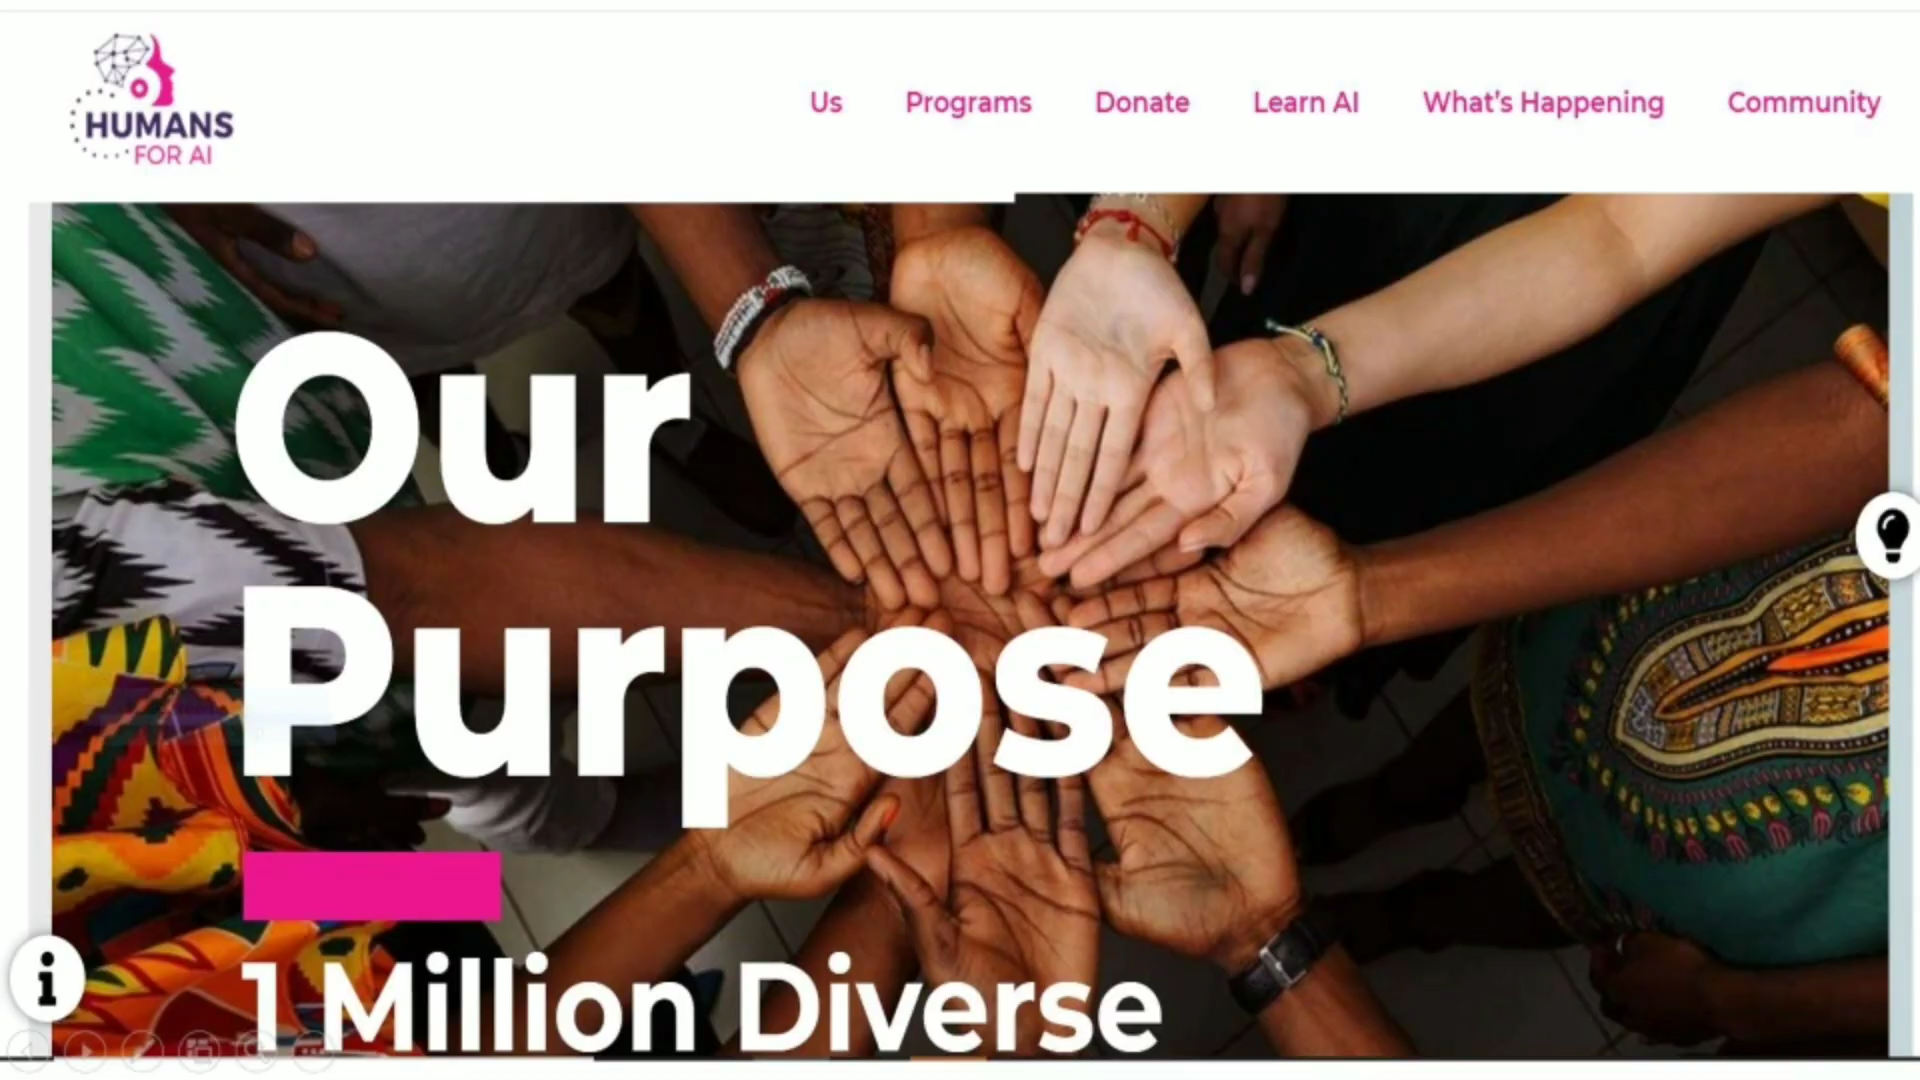 HUMANS
FOR AI
Us Programs Donate Learn AI What's Happening Community
Our
Purpose
1 Million Diverse